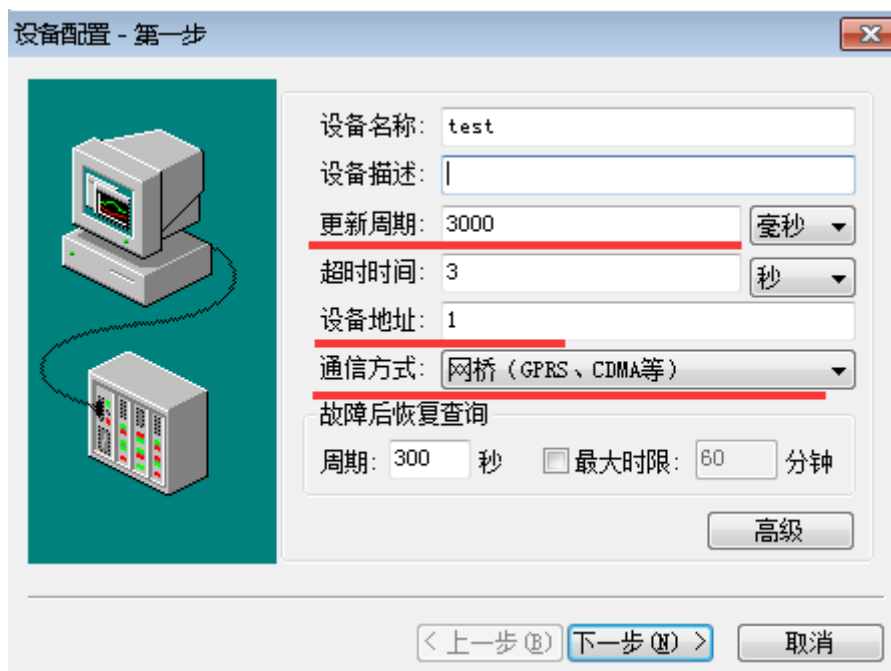 设备配置 - 第一步
设备名称: test
设备描述:
更新周期: 3000 毫秒
超时时间: 3 秒
设备地址: 1
通信方式: 网桥（GPRS、CDMA等）
故障后恢复查询
周期: 300 秒 最大时限: 60 分钟
高级
< 上一步(B) 下一步(N) > 取消